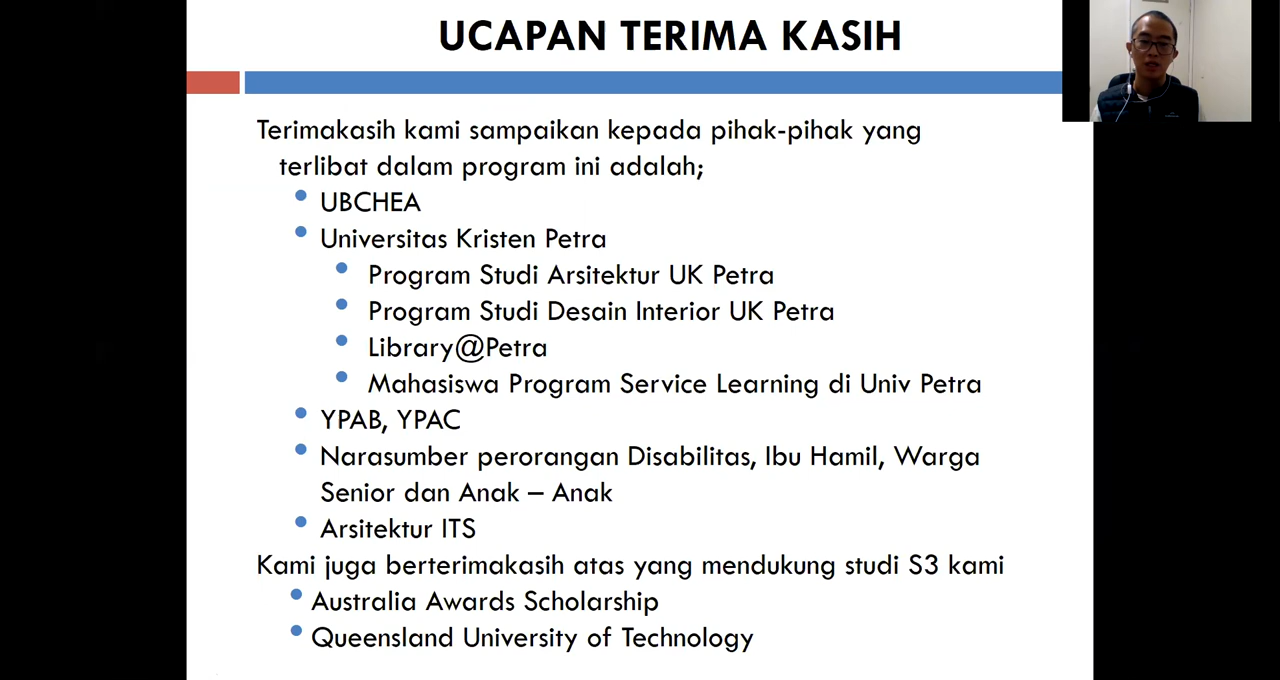 UCAPAN TERIMA KASIH
Terimakasih kami sampaikan kepada pihak-pihak yang
terlibat dalam program ini adalah;
UBCHEA
Universitas Kristen Petra
Program Studi Arsitektur UK Petra
Program Studi Desain Interior UK Petra
Library@Petra
Mahasiswa Program Service Learning di Univ Petra
YPAB, YPAC
Narasumber perorangan Disabilitas, Ibu Hamil, Warga
Senior dan Anak – Anak
Arsitektur ITS
Kami juga berterimakasih atas yang mendukung studi S3 kami
Australia Awards Scholarship
Queensland University of Technology